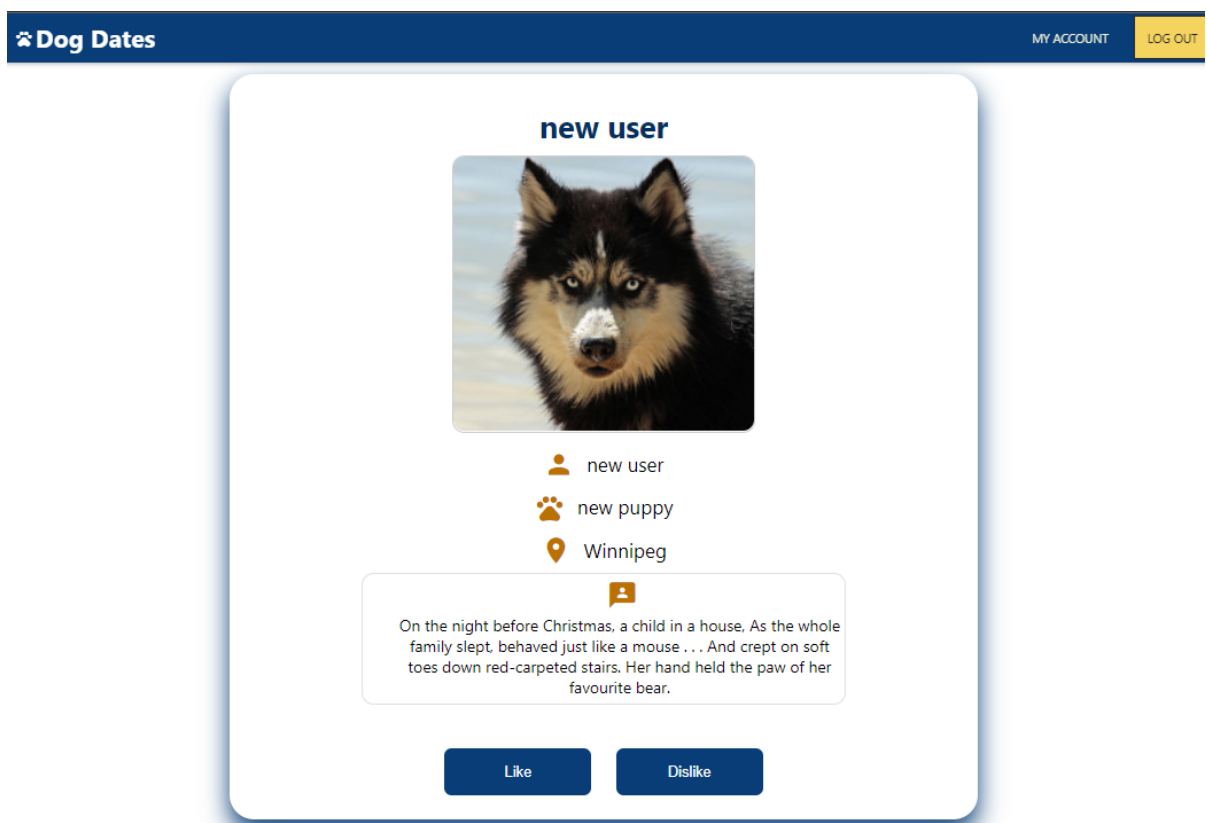 Dog Dates
MY ACCOUNT
LOG OUT
new user
new user
new puppy
Winnipeg
On the night before Christmas, a child in a house, As the whole
family slept, behaved just like a mouse . . . And crept on soft
toes down red-carpeted stairs. Her hand held the paw of her
favourite bear.
Like
Dislike